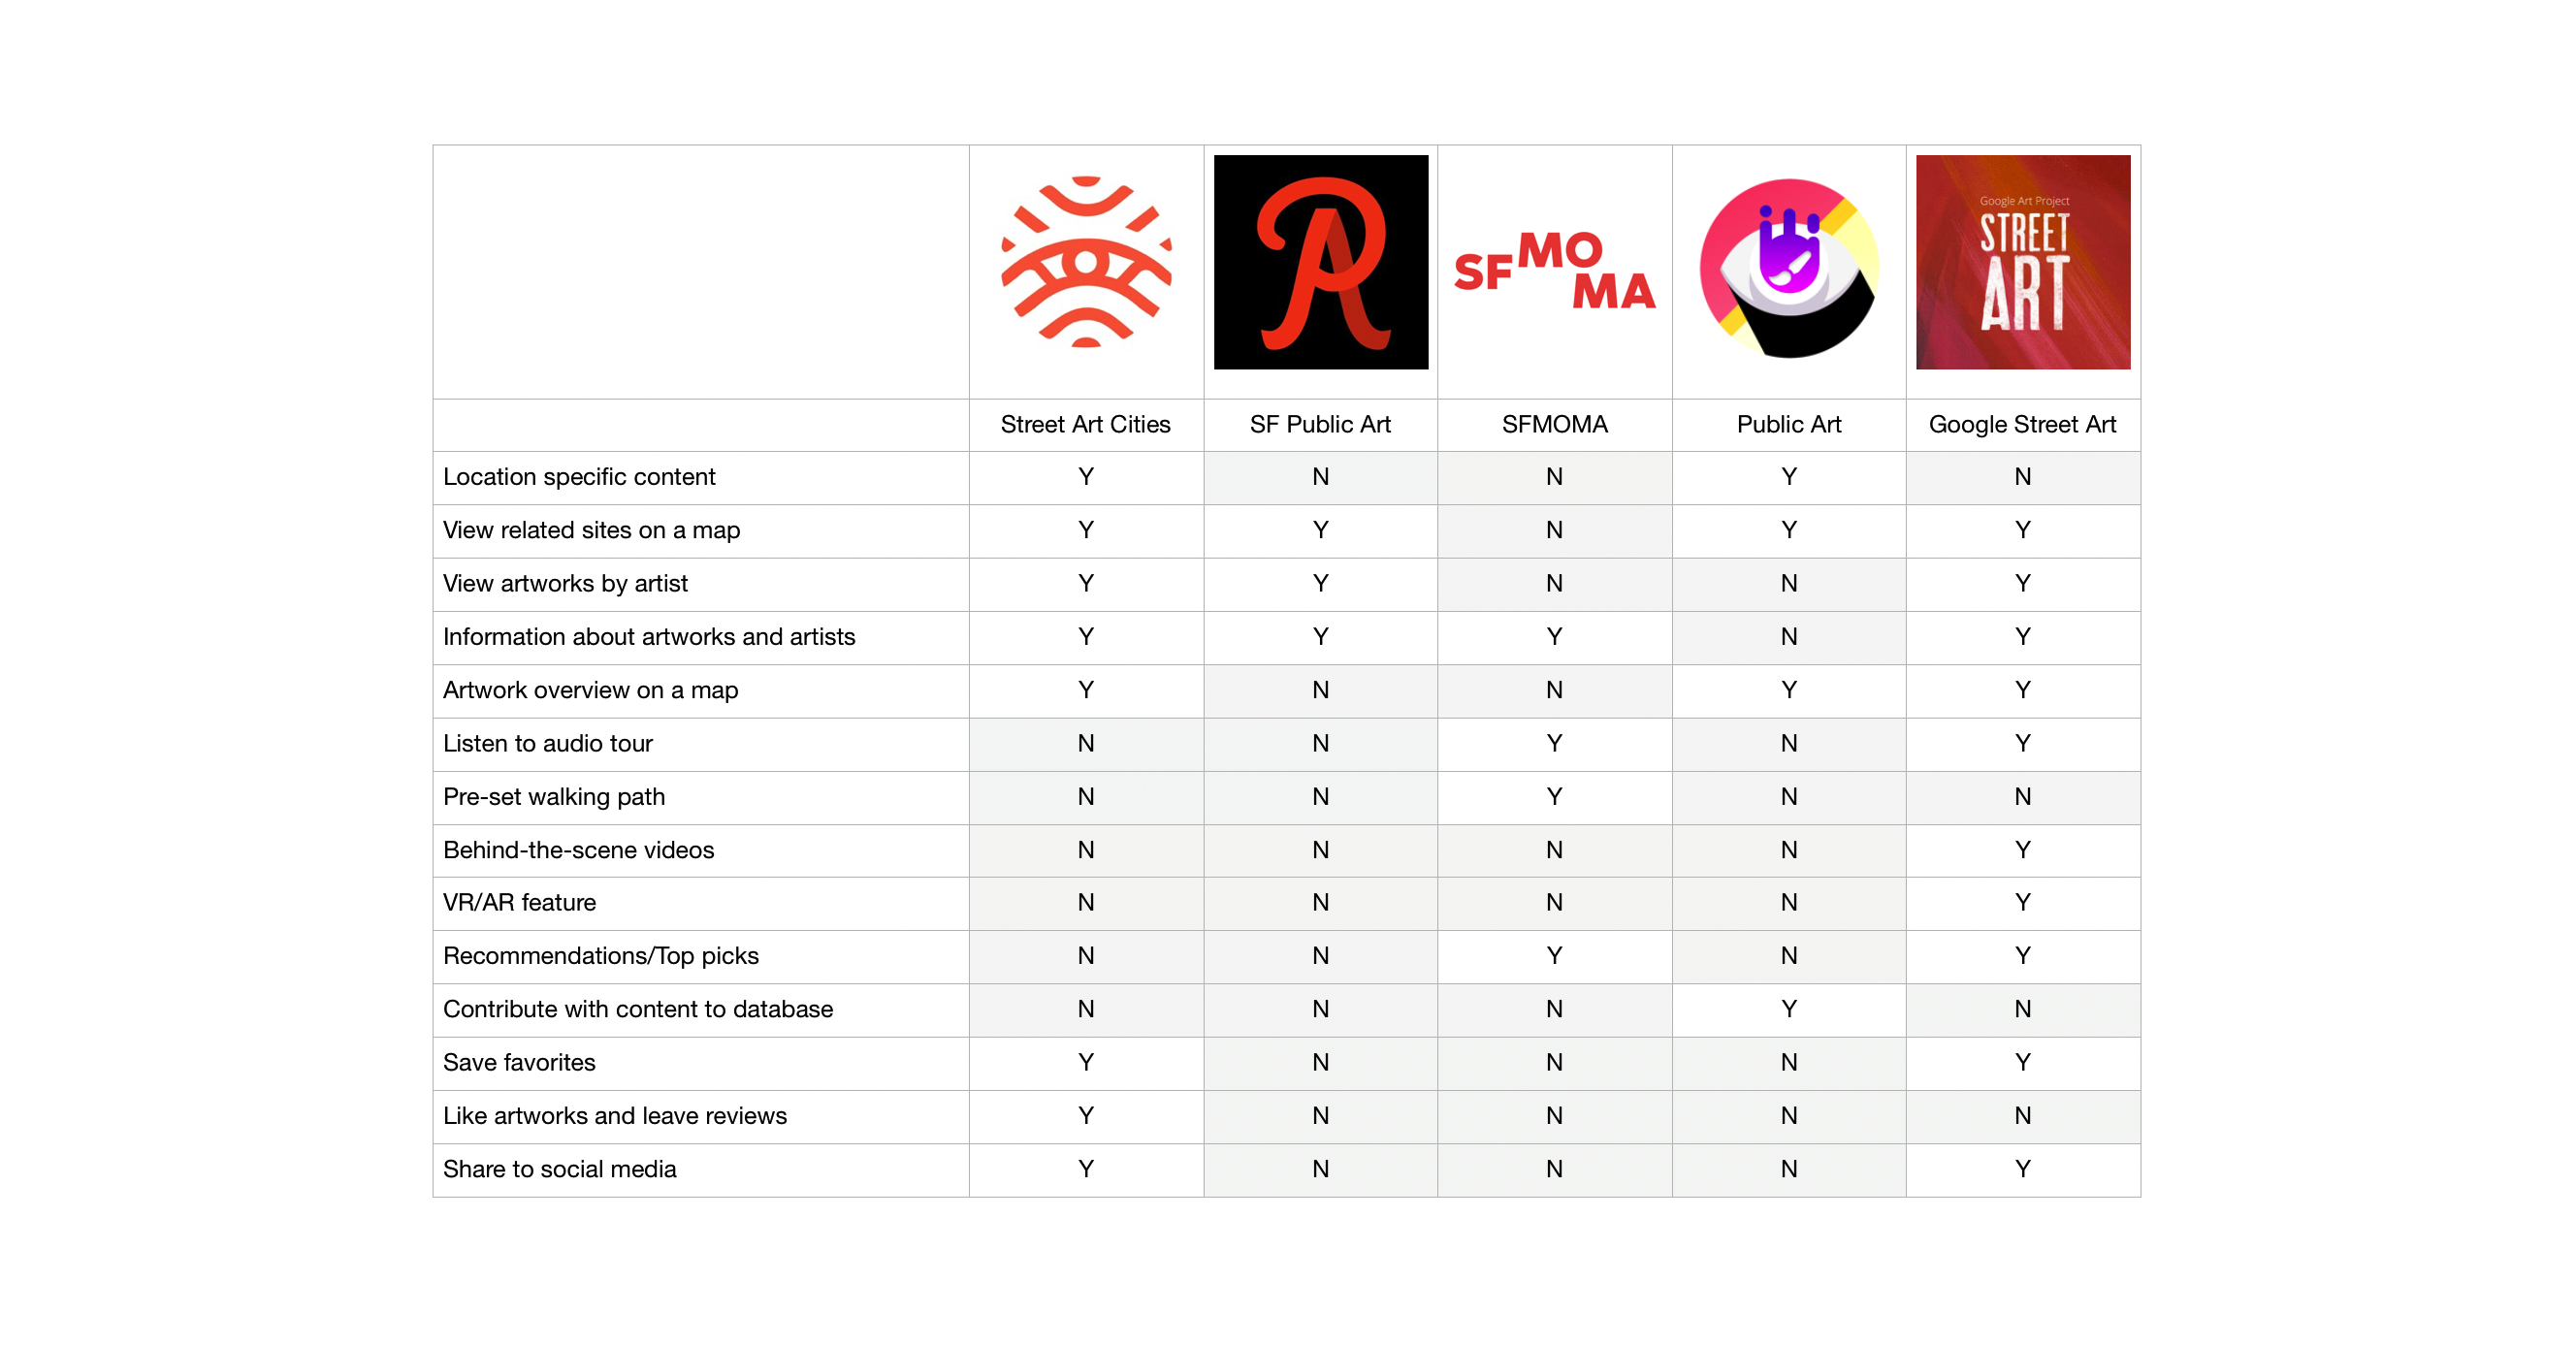 SFMOMA
Google Art Project
STREET
ART
Street Art Cities SF Public Art SFMOMA Public Art Google Street Art
Location specific content Y N N Y N
View related sites on a map Y Y N Y Y
View artworks by artist Y Y N N Y
Information about artworks and artists Y Y Y N Y
Artwork overview on a map Y N N Y Y
Listen to audio tour N N Y N Y
Pre-set walking path N N Y N N
Behind-the-scene videos N N N N Y
VR/AR feature N N N N Y
Recommendations/Top picks N N Y N Y
Contribute with content to database N N N Y N
Save favorites Y N N N Y
Like artworks and leave reviews Y N N N N
Share to social media Y N N N Y